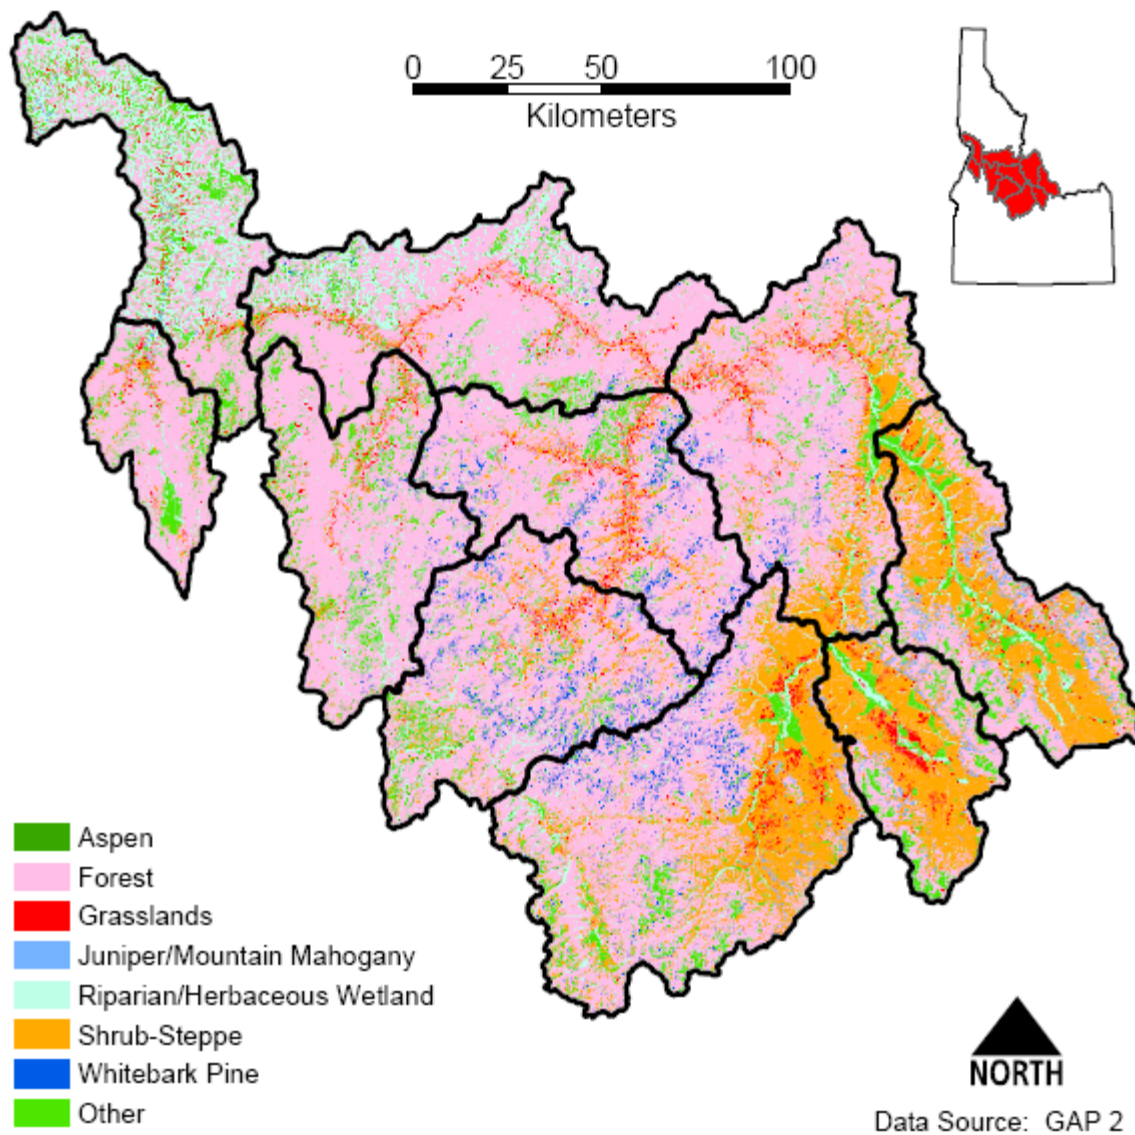 0 25 50 100
Kilometers
Aspen
Forest
Grasslands
Juniper/Mountain Mahogany
Riparian/Herbaceous Wetland
Shrub-Steppe
Whitebark Pine
Other
NORTH
Data Source: GAP 2